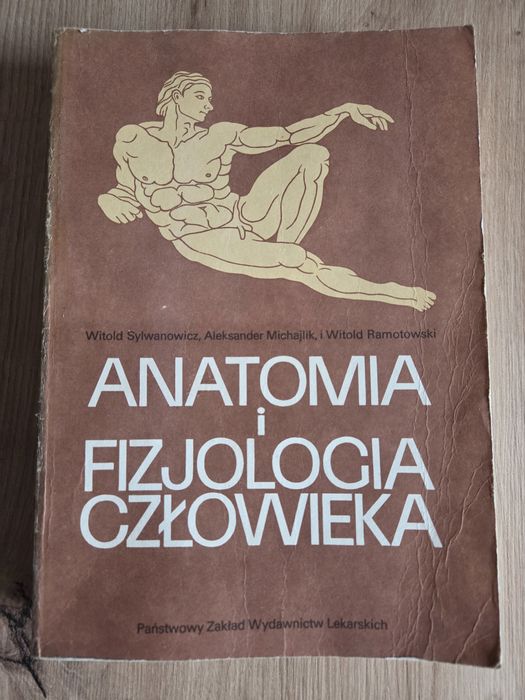 Witold Sylwanowicz, Aleksander Michajlik, i Witold Ramotowski
ANATOMIA
i
FIZJOLOGIA
CZŁOWIEKA
Państwowy Zakład Wydawnictw Lekarskich